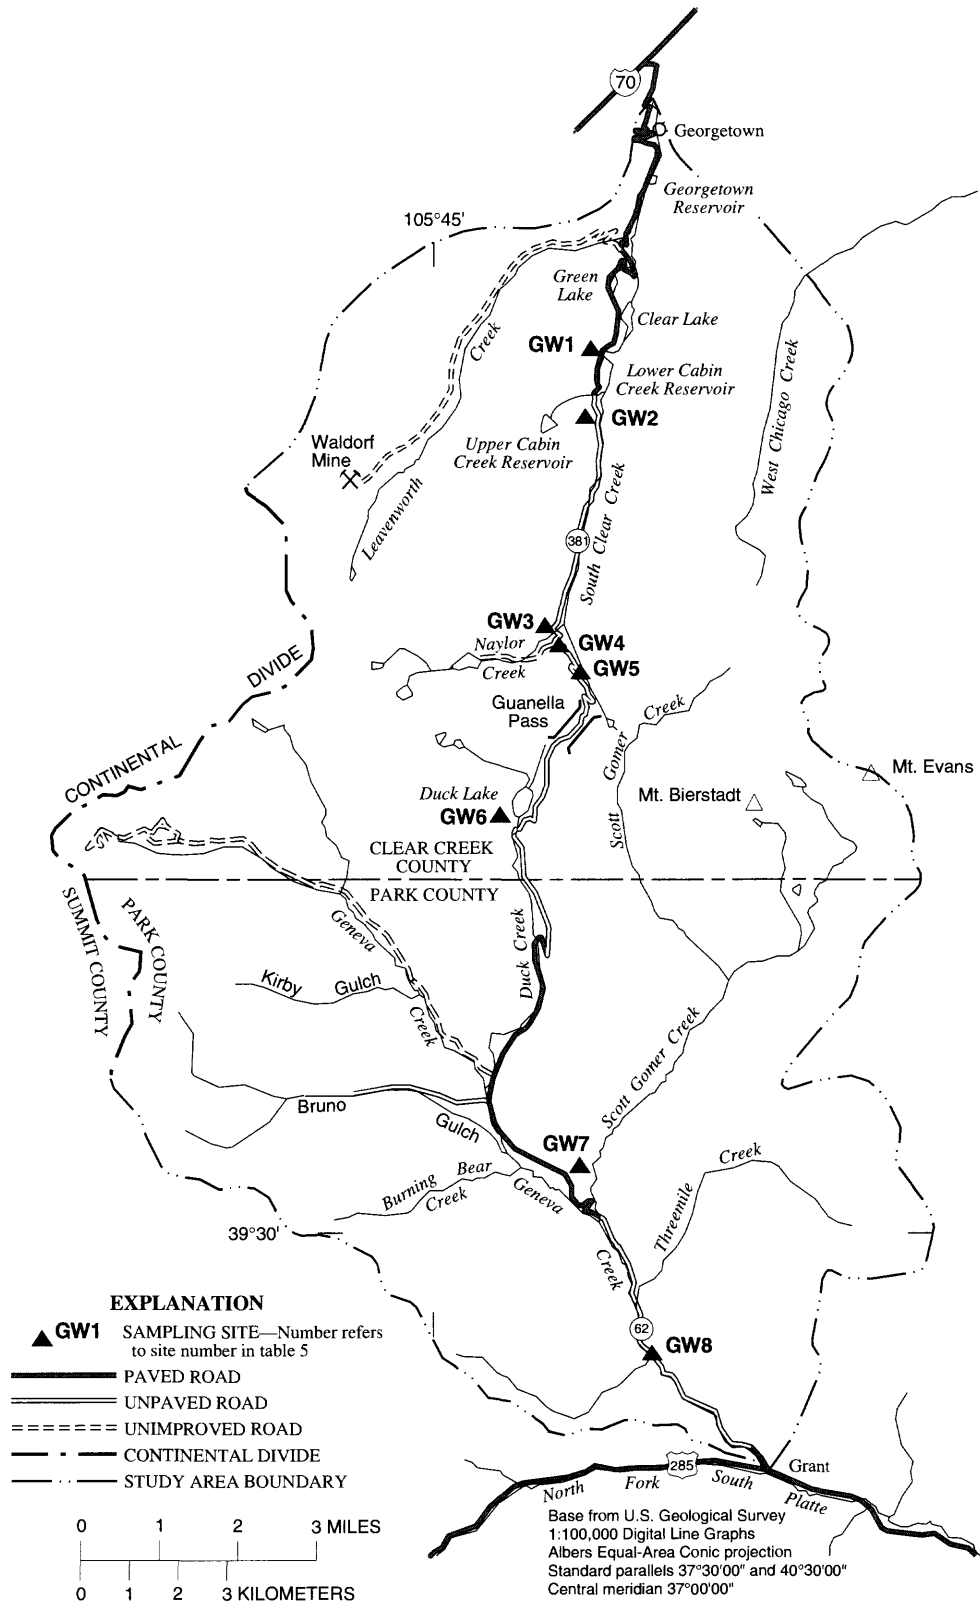 70
Georgetown
Georgetown
Reservoir
105°45'
Green
Lake
Clear Lake
Creek
GW1
Lower Cabin
Creek Reservoir
GW2
Upper Cabin
Creek Reservoir
Waldorf
Mine
Leavenworth
West Chicago Creek
South Clear Creek
381
GW3
Naylor
Creek
GW4
GW5
Guanella
Pass
DIVIDE
CONTINENTAL
Creek
Gomer
Scott
Mt. Evans
Mt. Bierstadt
Duck Lake
GW6
CLEAR CREEK
COUNTY
PARK COUNTY
SUMMIT COUNTY
PARK COUNTY
Geneva
Creek
Duck Creek
Kirby Gulch
Scott Gomer Creek
Bruno
Gulch
GW7
Burning Bear
Creek
Geneva
Creek
Threemile
Creek
39°30'
62
GW8
EXPLANATION
GW1 SAMPLING SITE—Number refers
to site number in table 5
PAVED ROAD
UNPAVED ROAD
UNIMPROVED ROAD
CONTINENTAL DIVIDE
STUDY AREA BOUNDARY
285
Grant
North Fork South Platte
0 1 2 3 MILES
0 1 2 3 KILOMETERS
Base from U.S. Geological Survey
1:100,000 Digital Line Graphs
Albers Equal-Area Conic projection
Standard parallels 37°30'00" and 40°30'00"
Central meridian 37°00'00"